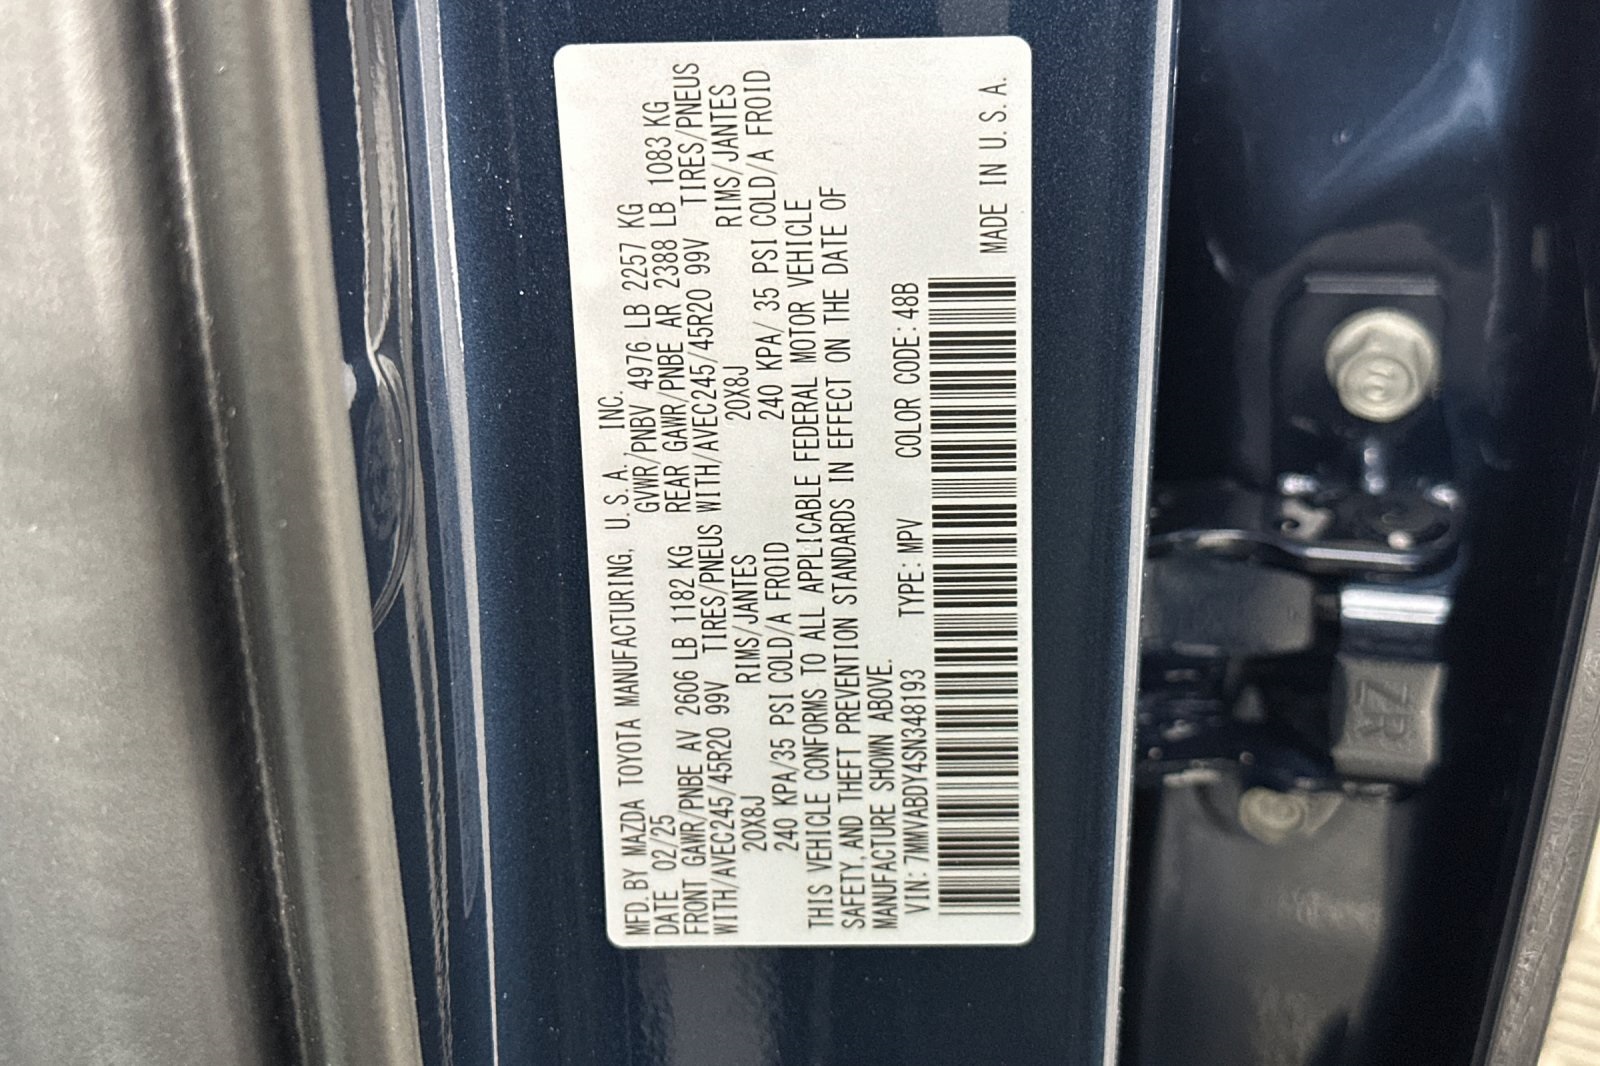 MFD. BY MAZDA TOYOTA MANUFACTURING, U.S.A., INC.
DATE 02/25 GVWR/PNBV 4976 LB 2257 KG
FRONT GAWR/PNBE AV 2606 LB 1182 KG REAR GAWR/PNBE AR 2388 LB 1083 KG
WITH/AVEC245/45R20 99V TIRES/PNEUS WITH/AVEC245/45R20 99V TIRES/PNEUS
20X8J RIMS/JANTES 20X8J RIMS/JANTES
240 KPA/35 PSI COLD/A FROID 240 KPA/ 35 PSI COLD/A FROID
THIS VEHICLE CONFORMS TO ALL APPLICABLE FEDERAL MOTOR VEHICLE
SAFETY, AND THEFT PREVENTION STANDARDS IN EFFECT ON THE DATE OF
MANUFACTURE SHOWN ABOVE.
VIN: 7MMVABDY4SN348193 TYPE: MPV COLOR CODE: 48B
MADE IN U.S.A.
ZR